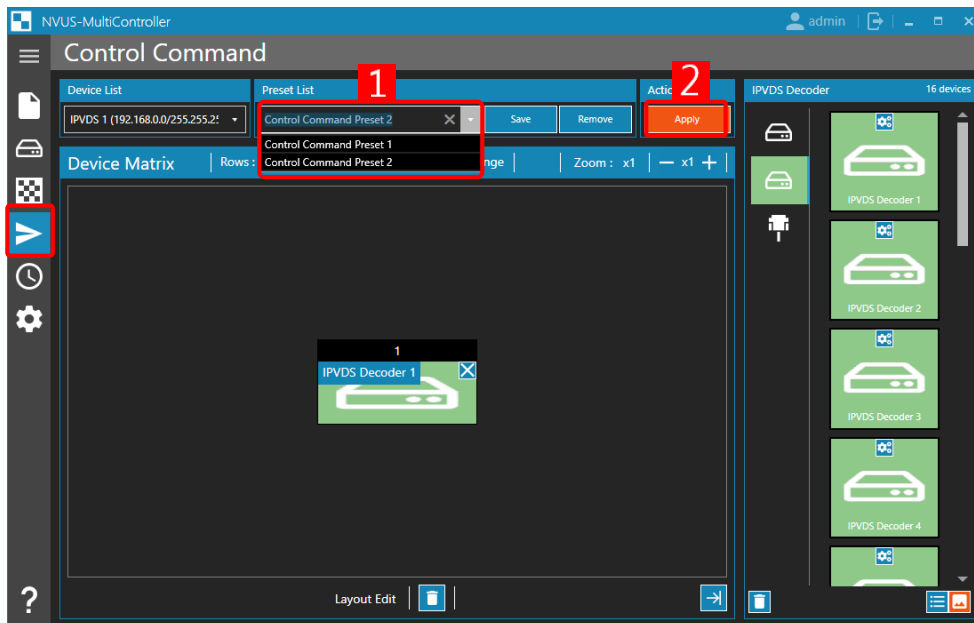 NVUS-MultiController
admin
Control Command
Device List
Preset List
1
Actio
2
IPVDS Decoder
16 devices
IPVDS 1 (192.168.0.0/255.255.25
Control Command Preset 2
Save
Remove
Apply
Control Command Preset 1
Control Command Preset 2
Device Matrix
Rows :
nge
Zoom : x1
x1
IPVDS Decoder 1
IPVDS Decoder 2
IPVDS Decoder 3
IPVDS Decoder 4
1
IPVDS Decoder 1
Layout Edit
?